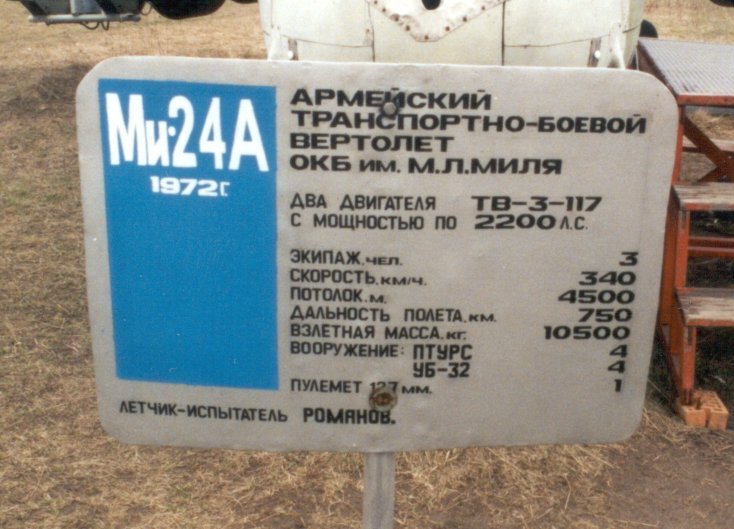 Ми-24А
1972г
АРМЕЙСКИЙ
ТРАНСПОРТНО-БОЕВОЙ
ВЕРТОЛЕТ
ОКБ им. М.Л.МИЛЯ
ДВА ДВИГАТЕЛЯ ТВ-3-117
С МОЩНОСТЬЮ ПО 2200 Л.С.
ЭКИПАЖ.ЧЕЛ. 3
СКОРОСТЬ.КМ/Ч. 340
ПОТОЛОК.М. 4500
ДАЛЬНОСТЬ ПОЛЕТА.КМ. 750
ВЗЛЕТНАЯ МАССА.КГ. 10500
ВООРУЖЕНИЕ: ПТУРС 4
УБ-32 4
ПУЛЕМЕТ ММ. 1
ЛЕТЧИК-ИСПЫТАТЕЛЬ РОМАНОВ.